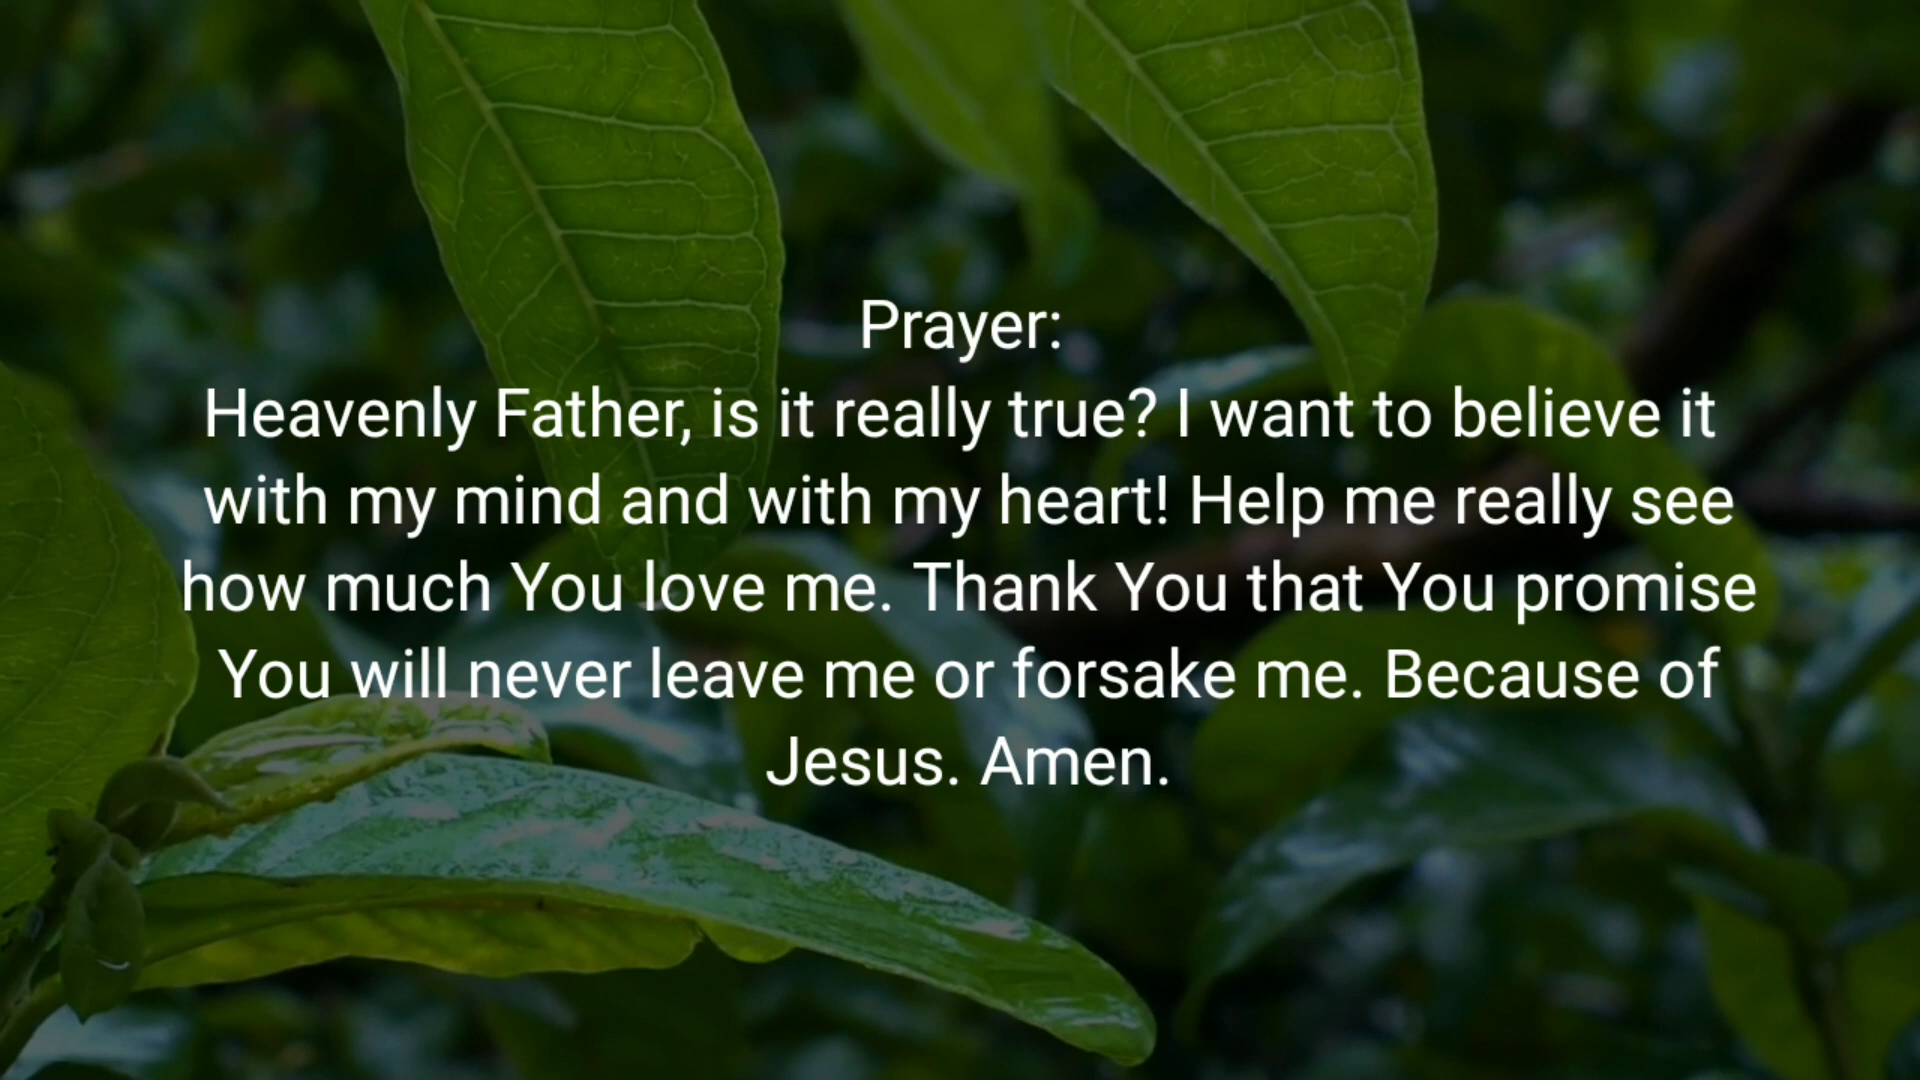 Prayer:
Heavenly Father, is it really true? I want to believe it
with my mind and with my heart! Help me really see
how much You love me. Thank You that You promise
You will never leave me or forsake me. Because of
Jesus. Amen.